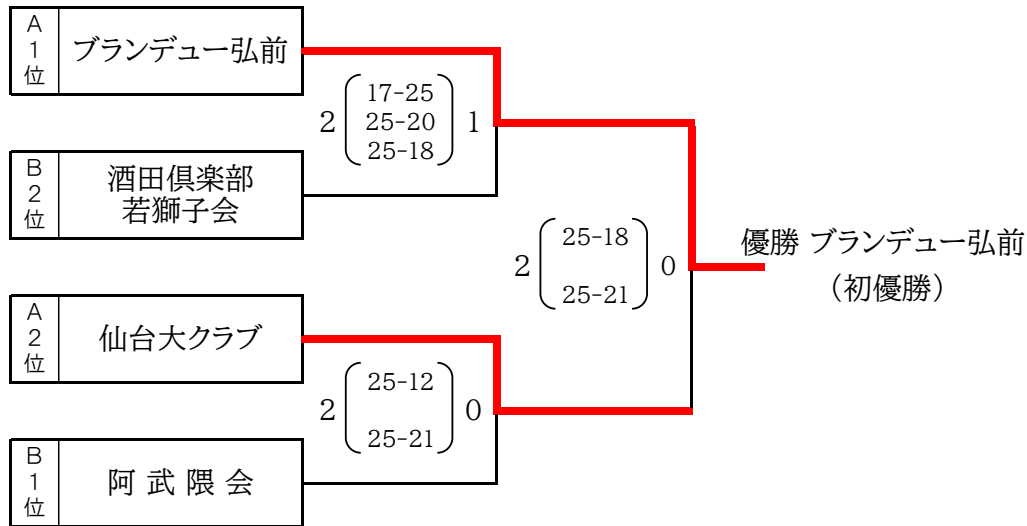 A
1
位
ブランデュー弘前
2
17-25
25-20
25-18
1
B
2
位
酒田倶楽部
若獅子会
2
25-18
25-21
0
優勝 ブランデュー弘前
（初優勝）
A
2
位
仙台大クラブ
2
25-12
25-21
0
B
1
位
阿 武 隈 会